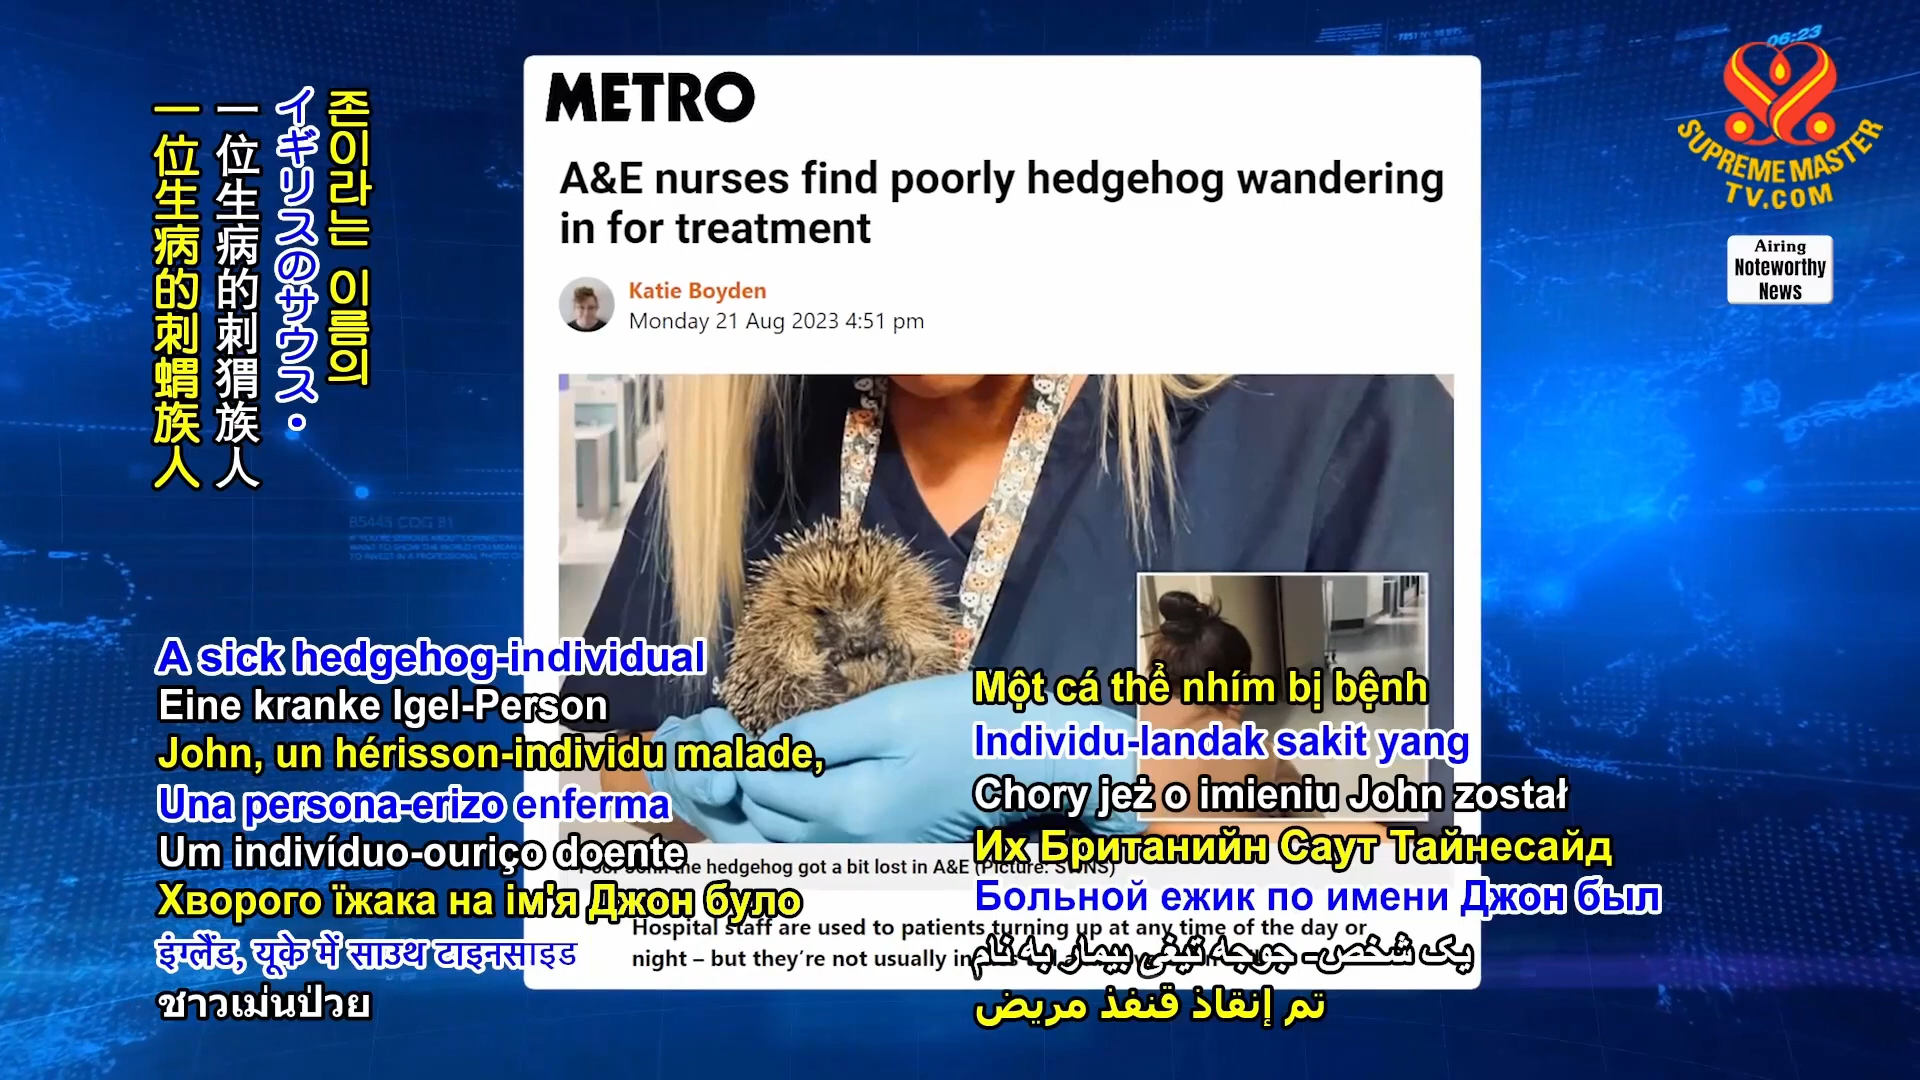 06:23
SUPREME MASTER
TV.COM
Airing
Noteworthy
News
METRO
A&E nurses find poorly hedgehog wandering
in for treatment
Katie Boyden
Monday 21 Aug 2023 4:51 pm
존이라는 이름의
イギリスのサウス・
一位生病的刺猬族人
一位生病的刺蝟族人
A sick hedgehog-individual
Eine kranke Igel-Person
John, un hérisson-individu malade,
Una persona-erizo enferma
Um indivíduo-ouriço doente
Хворого їжака на ім'я Джон було
इंग्लैंड, यूके में साउथ टाइनसाइड
ชาวเม่นป่วย
Một cá thể nhím bị bệnh
Individu-landak sakit yang
Chory jeż o imieniu John został
Их Британийн Саут Тайнесайд
Больной ежик по имени Джон был
یک شخص- جوجه تیغی بیمار به نام
تم إنقاذ قنفذ مريض
hedgehog got a bit lost in A&E (Picture:
Hospital staff are used to patients turning up at any time of the day or
night – but they're not usually